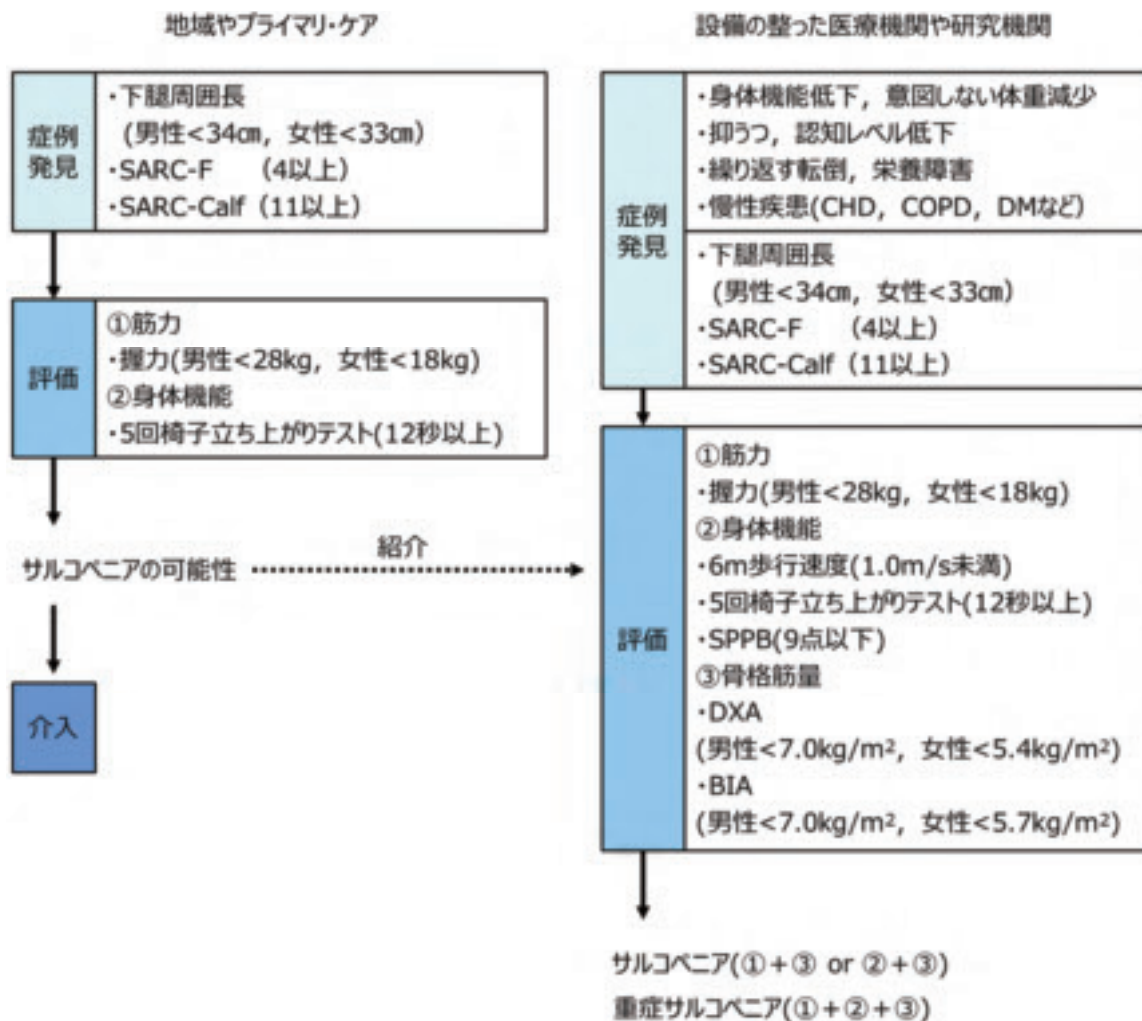 地域やプライマリ・ケア
症例
発見
・下腿周囲長
(男性<34㎝，女性<33㎝)
・SARC-F （4以上）
・SARC-Calf（11以上）
評価
①筋力
・握力(男性<28kg，女性<18kg)
②身体機能
・5回椅子立ち上がりテスト(12秒以上)
サルコペニアの可能性
紹介
介入
設備の整った医療機関や研究機関
症例
発見
・身体機能低下，意図しない体重減少
・抑うつ，認知レベル低下
・繰り返す転倒，栄養障害
・慢性疾患(CHD，COPD，DMなど)
・下腿周囲長
(男性<34㎝，女性<33㎝)
・SARC-F （4以上）
・SARC-Calf（11以上）
評価
①筋力
・握力(男性<28kg，女性<18kg)
②身体機能
・6m歩行速度(1.0m/s未満)
・5回椅子立ち上がりテスト(12秒以上)
・SPPB(9点以下)
③骨格筋量
・DXA
(男性<7.0kg/m²，女性<5.4kg/m²)
・BIA
(男性<7.0kg/m²，女性<5.7kg/m²)
サルコペニア(①+③ or ②+③)
重症サルコペニア(①+②+③)